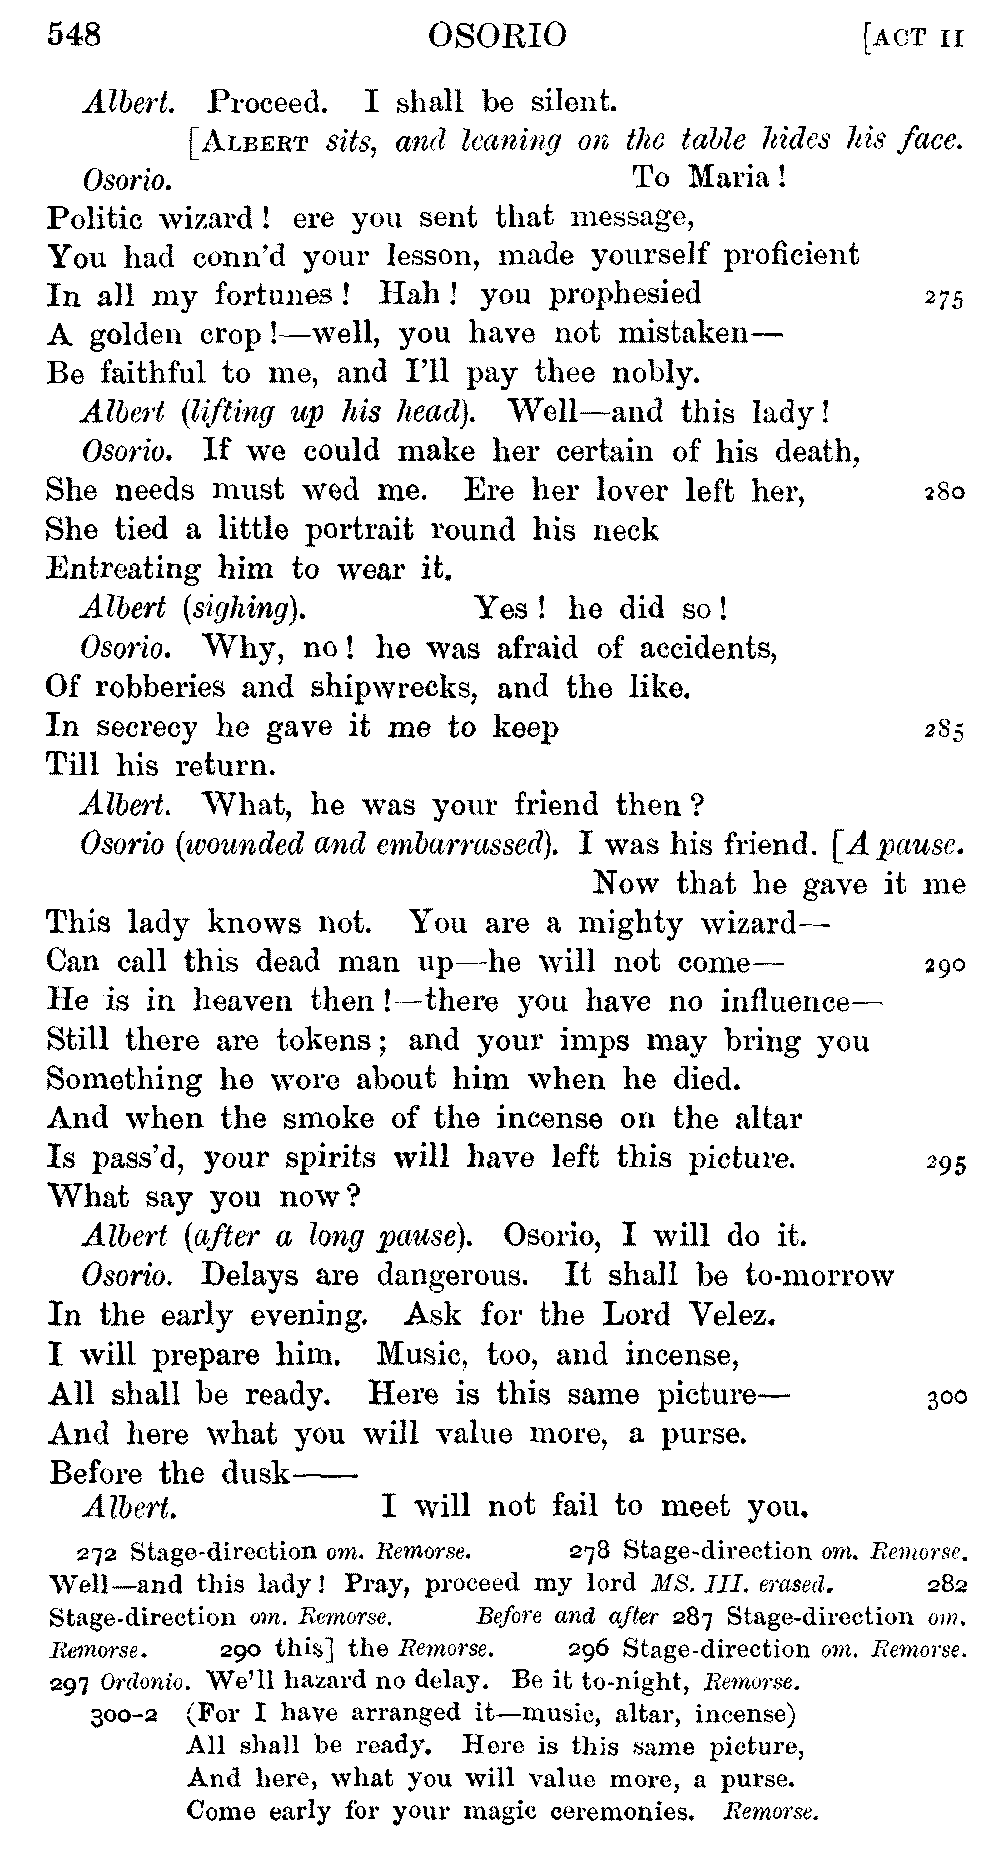 548 OSORIO [ACT II
Albert. Proceed. I shall be silent.
[ALBERT sits, and leaning on the table hides his face.
Osorio. To Maria!
Politic wizard! ere you sent that message,
You had conn'd your lesson, made yourself proficient
In all my fortunes! Hah! you prophesied 275
A golden crop!—well, you have not mistaken—
Be faithful to me, and I'll pay thee nobly.
Albert (lifting up his head). Well—and this lady!
Osorio. If we could make her certain of his death,
She needs must wed me. Ere her lover left her, 280
She tied a little portrait round his neck
Entreating him to wear it.
Albert (sighing). Yes! he did so!
Osorio. Why, no! he was afraid of accidents,
Of robberies and shipwrecks, and the like.
In secrecy he gave it me to keep 285
Till his return.
Albert. What, he was your friend then?
Osorio (wounded and embarrassed). I was his friend. [A pause.
Now that he gave it me
This lady knows not. You are a mighty wizard—
Can call this dead man up—he will not come— 290
He is in heaven then!—there you have no influence—
Still there are tokens; and your imps may bring you
Something he wore about him when he died.
And when the smoke of the incense on the altar
Is pass'd, your spirits will have left this picture. 295
What say you now?
Albert (after a long pause). Osorio, I will do it.
Osorio. Delays are dangerous. It shall be to-morrow
In the early evening. Ask for the Lord Velez.
I will prepare him. Music, too, and incense,
All shall be ready. Here is this same picture— 300
And here what you will value more, a purse.
Before the dusk——
Albert. I will not fail to meet you.
272 Stage-direction om. Remorse. 278 Stage-direction om. Remorse.
Well—and this lady! Pray, proceed my lord MS. III. erased. 282
Stage-direction om. Remorse. Before and after 287 Stage-direction om.
Remorse. 290 this] the Remorse. 296 Stage-direction om. Remorse.
297 Ordonio. We'll hazard no delay. Be it to-night, Remorse.
300-2 (For I have arranged it—music, altar, incense)
All shall be ready. Here is this same picture,
And here, what you will value more, a purse.
Come early for your magic ceremonies. Remorse.